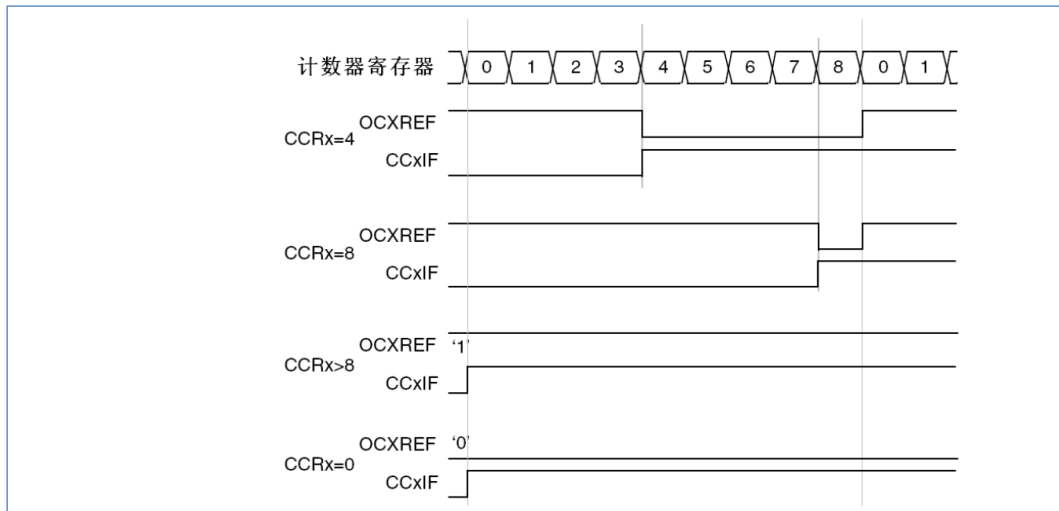 计数器寄存器 0 1 2 3 4 5 6 7 8 0 1
OCXREF
CCRx=4
CCxIF
OCXREF
CCRx=8
CCxIF
OCXREF ‘1’
CCRx>8
CCxIF
OCXREF ‘0’
CCRx=0
CCxIF